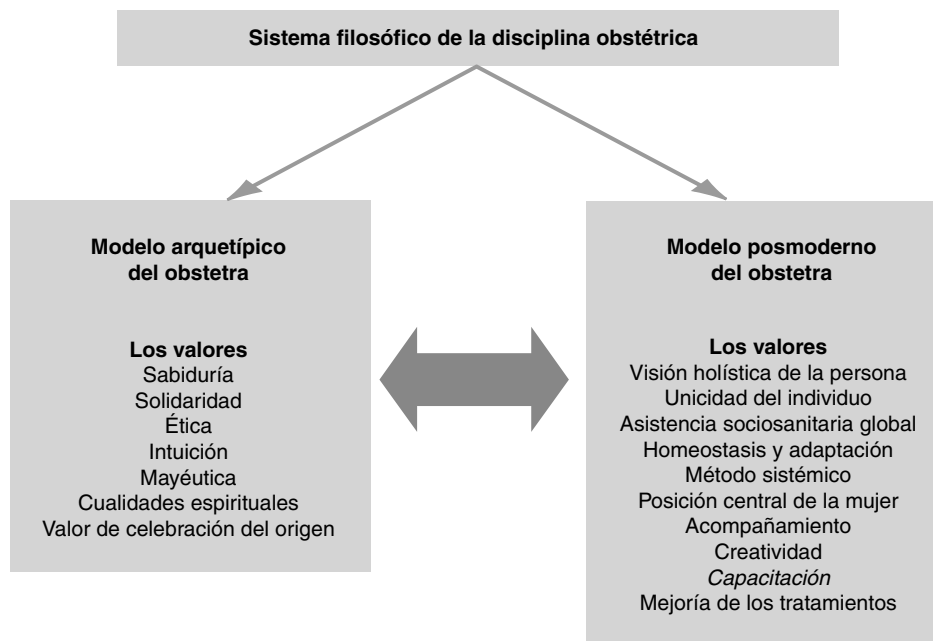 Sistema filosófico de la disciplina obstétrica
Modelo arquetípico
del obstetra
Los valores
Sabiduría
Solidaridad
Ética
Intuición
Mayéutica
Cualidades espirituales
Valor de celebración del origen
Modelo posmoderno
del obstetra
Los valores
Visión holística de la persona
Unicidad del individuo
Asistencia sociosanitaria global
Homeostasis y adaptación
Método sistémico
Posición central de la mujer
Acompañamiento
Creatividad
Capacitación
Mejoría de los tratamientos